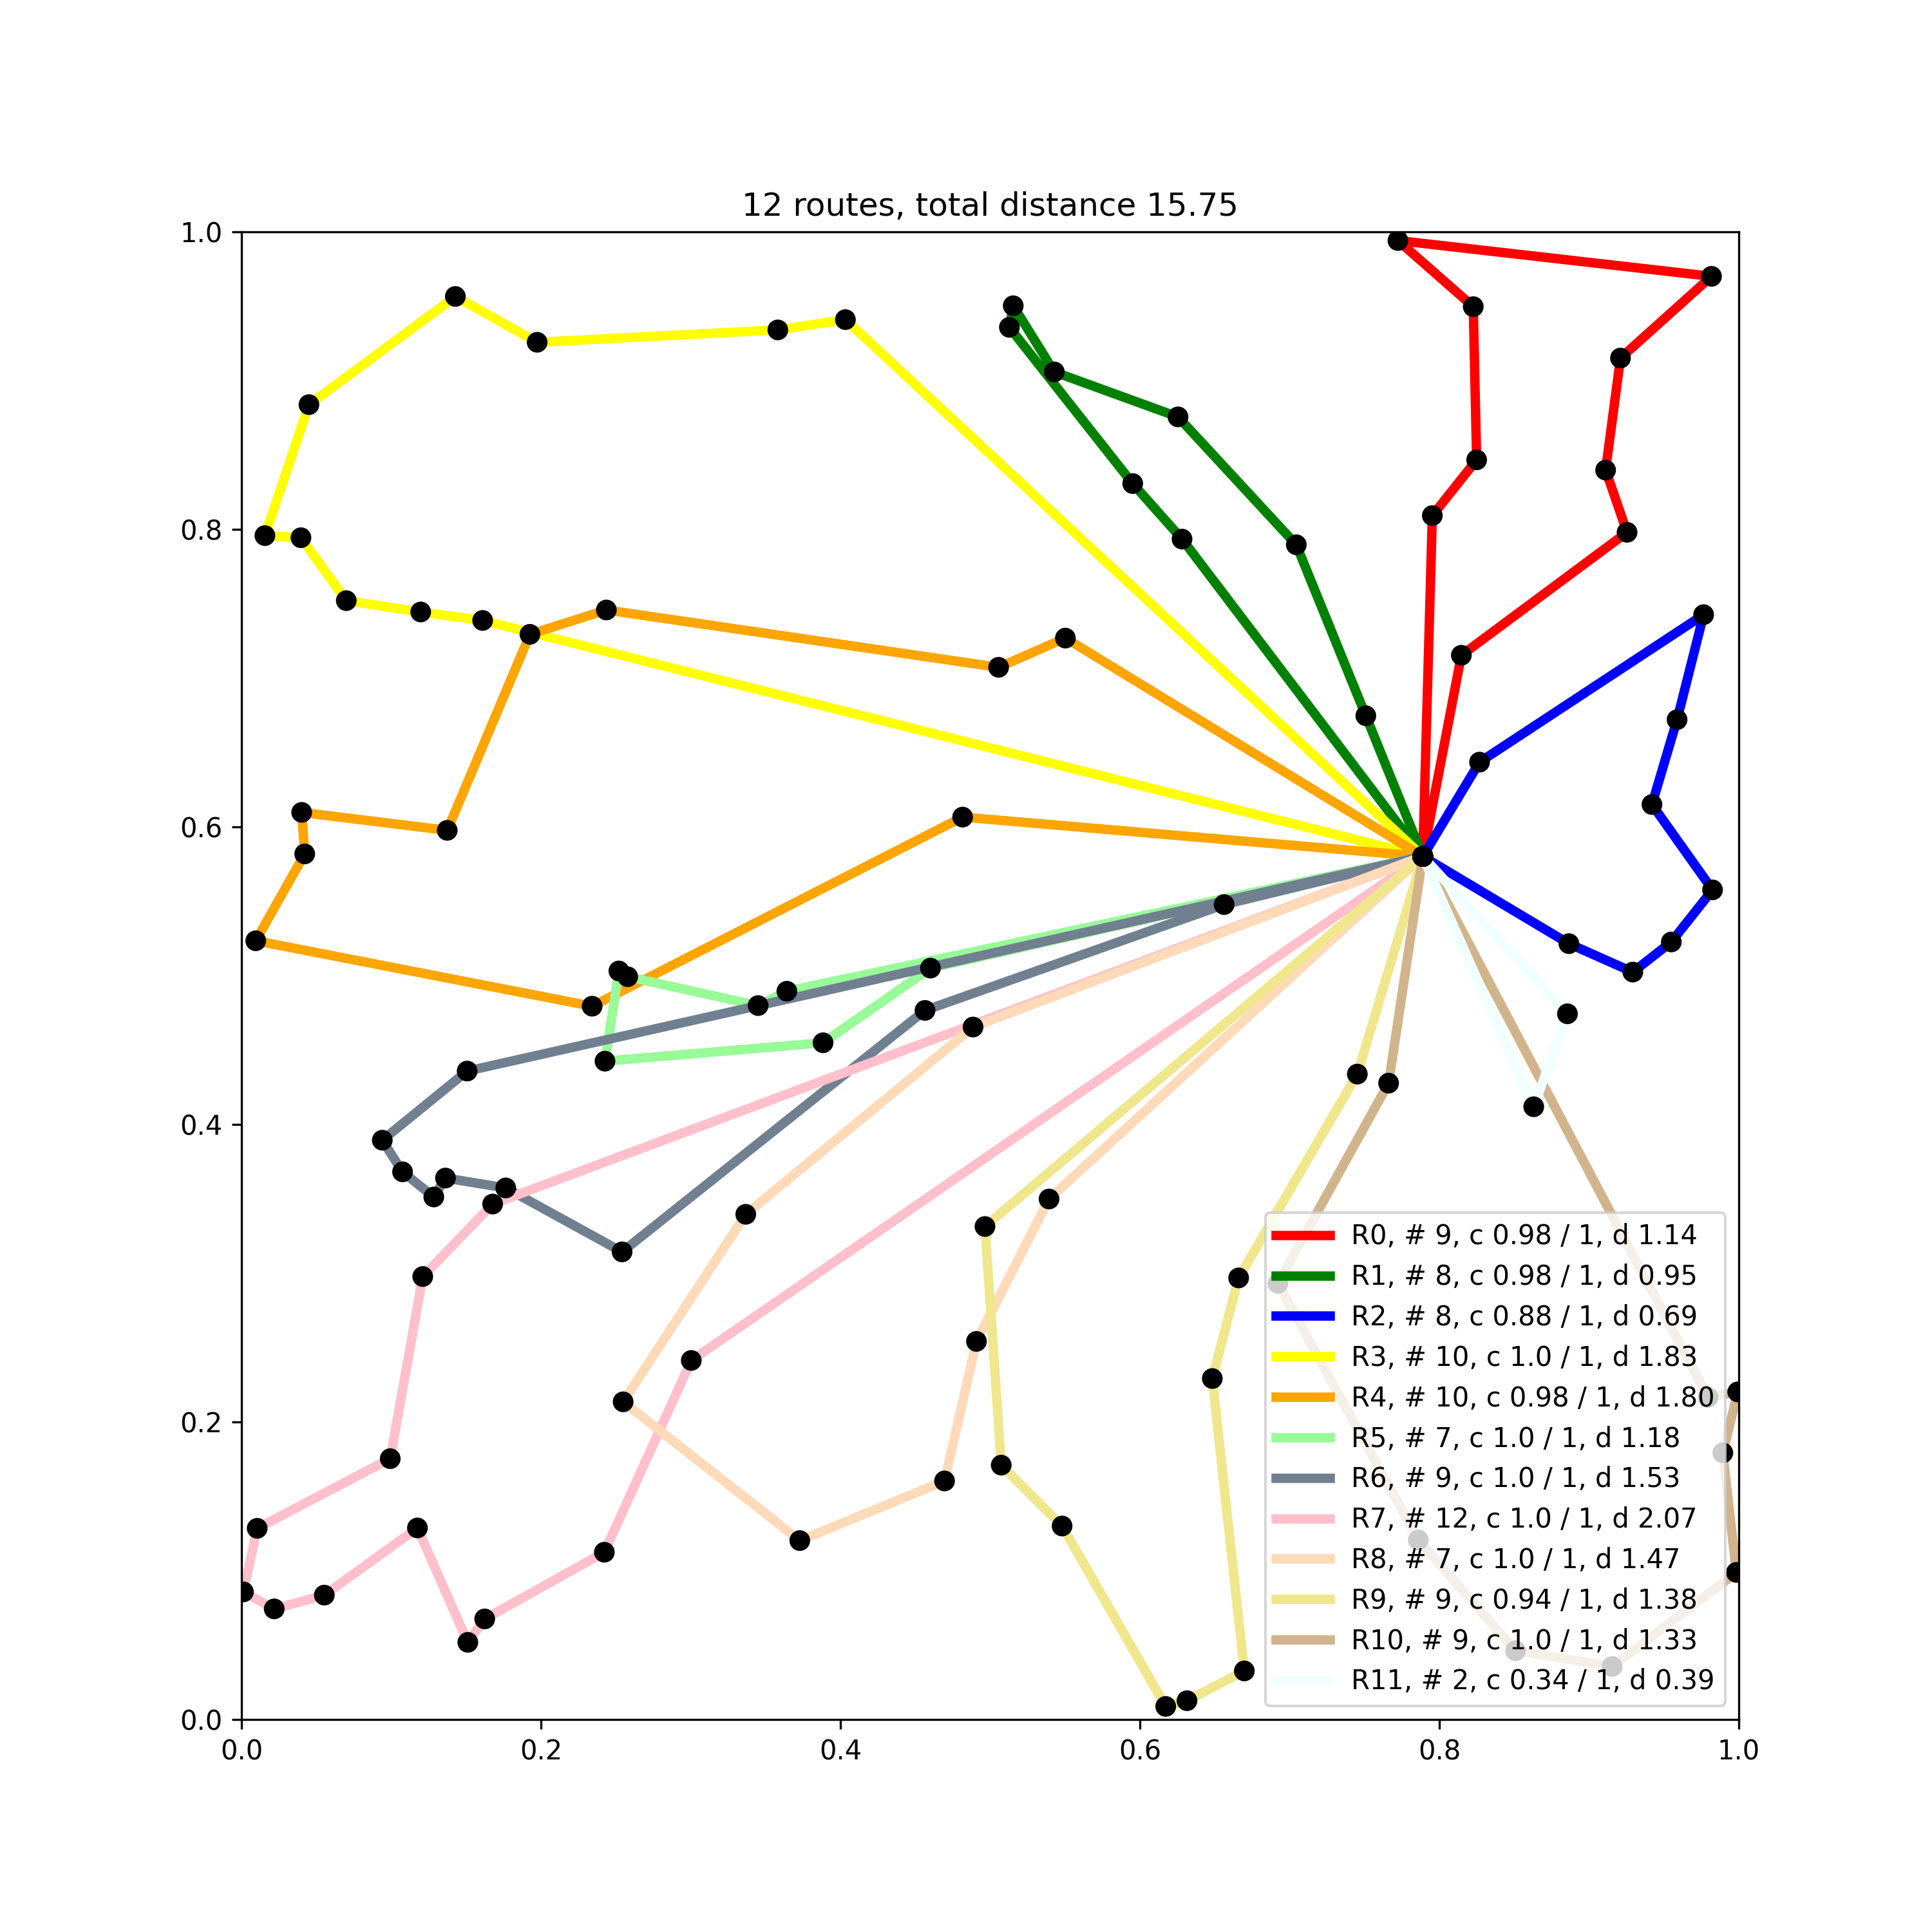 12 routes, total distance 15.75
1.0
0.8
0.6
0.4
0.2
0.0
0.0 0.2 0.4 0.6 0.8 1.0
R0, # 9, c 0.98 / 1, d 1.14
R1, # 8, c 0.98 / 1, d 0.95
R2, # 8, c 0.88 / 1, d 0.69
R3, # 10, c 1.0 / 1, d 1.83
R4, # 10, c 0.98 / 1, d 1.80
R5, # 7, c 1.0 / 1, d 1.18
R6, # 9, c 1.0 / 1, d 1.53
R7, # 12, c 1.0 / 1, d 2.07
R8, # 7, c 1.0 / 1, d 1.47
R9, # 9, c 0.94 / 1, d 1.38
R10, # 9, c 1.0 / 1, d 1.33
R11, # 2, c 0.34 / 1, d 0.39